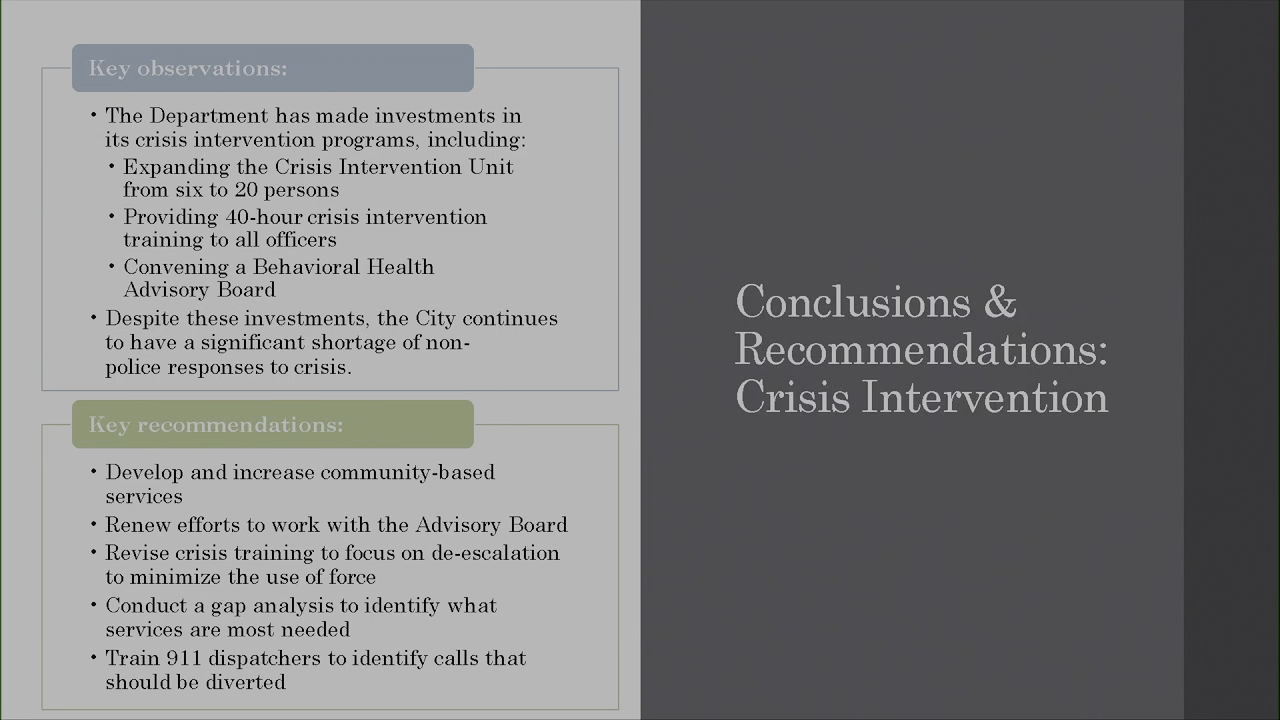 Key observations:
• The Department has made investments in
its crisis intervention programs, including:
• Expanding the Crisis Intervention Unit
from six to 20 persons
• Providing 40-hour crisis intervention
training to all officers
• Convening a Behavioral Health
Advisory Board
• Despite these investments, the City continues
to have a significant shortage of non-
police responses to crisis.
Key recommendations:
• Develop and increase community-based
services
• Renew efforts to work with the Advisory Board
• Revise crisis training to focus on de-escalation
to minimize the use of force
• Conduct a gap analysis to identify what
services are most needed
• Train 911 dispatchers to identify calls that
should be diverted
Conclusions &
Recommendations:
Crisis Intervention